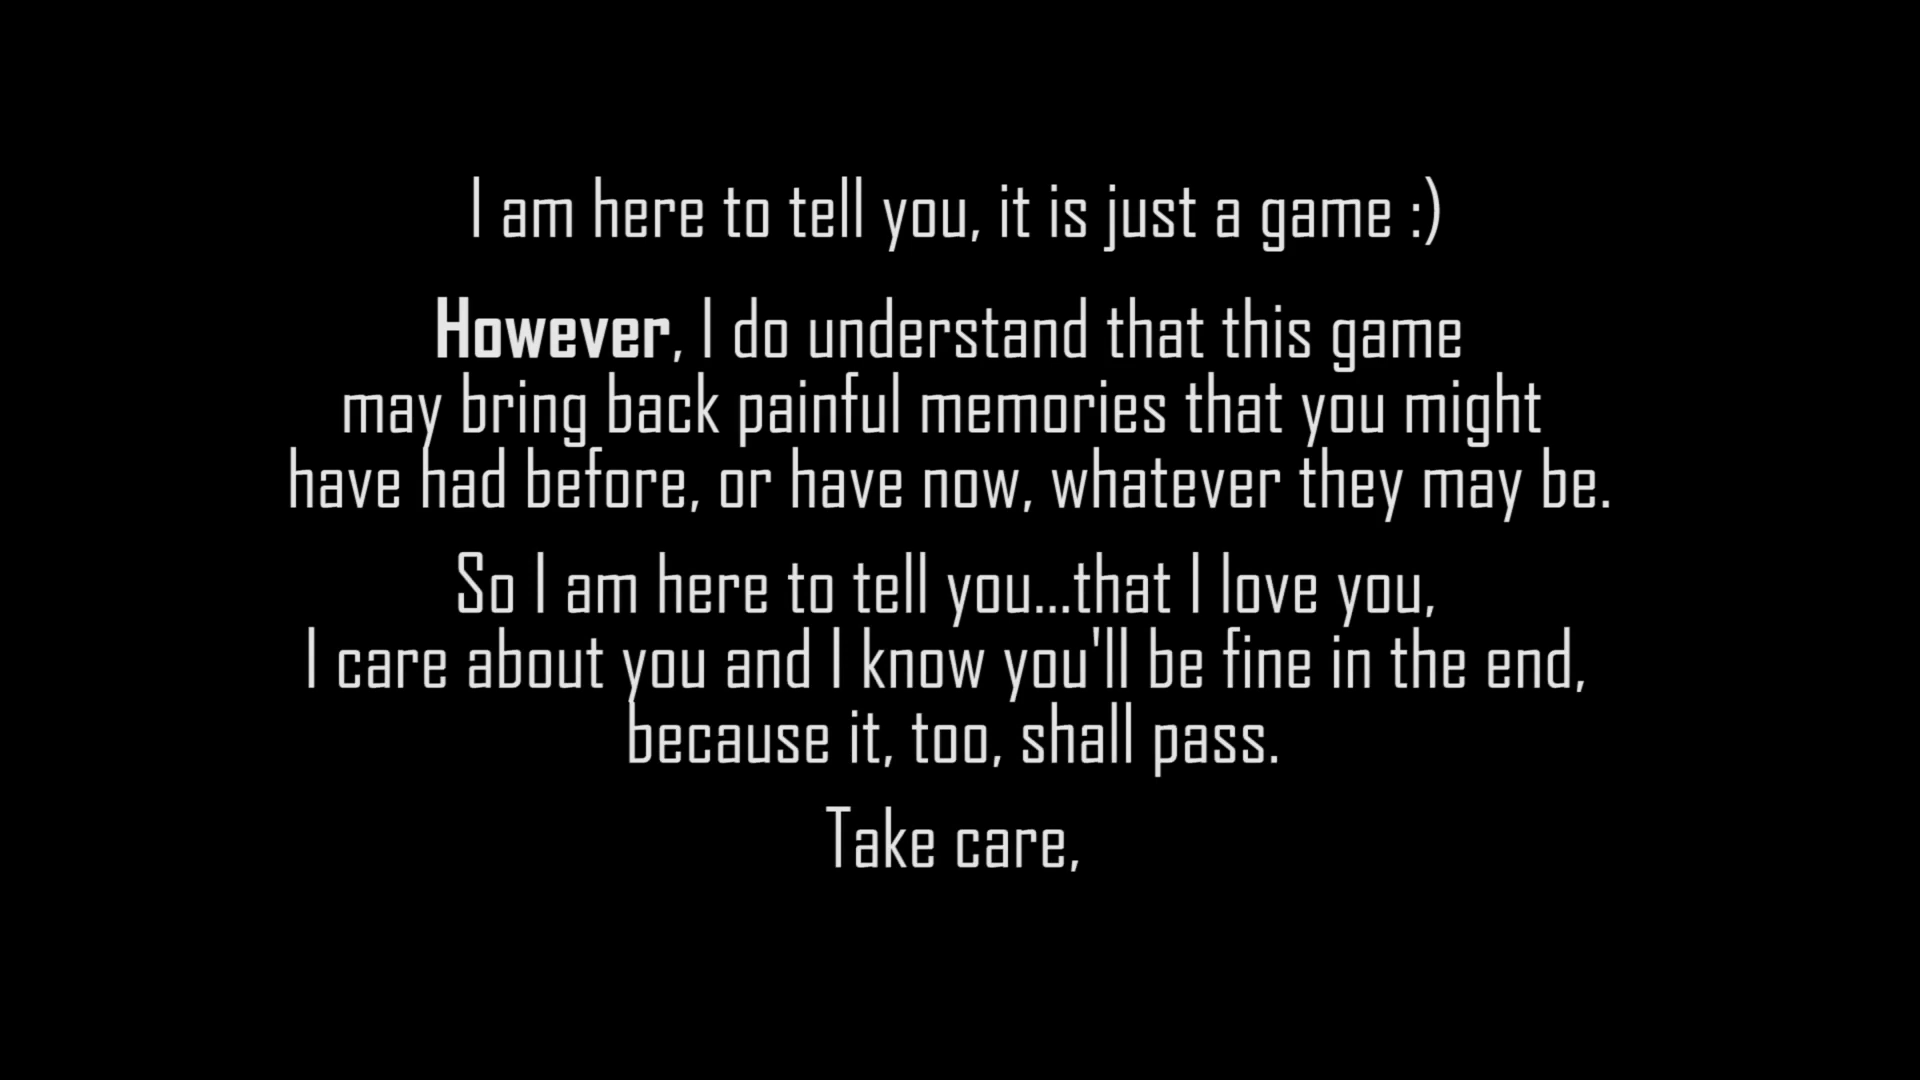 I am here to tell you, it is just a game :)
However, I do understand that this game
may bring back painful memories that you might
have had before, or have now, whatever they may be.
So I am here to tell you...that I love you,
I care about you and I know you'll be fine in the end,
because it, too, shall pass.
Take care,